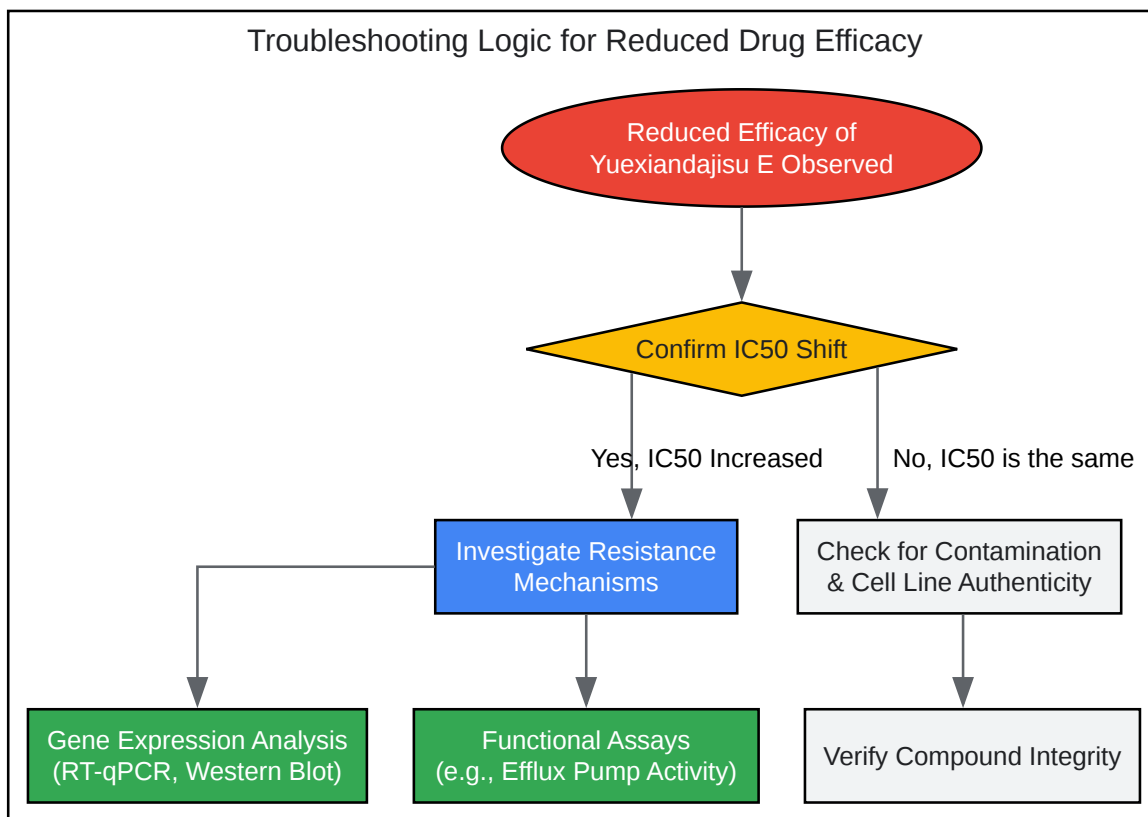 Troubleshooting Logic for Reduced Drug Efficacy
Reduced Efficacy of
Yuexiandajisu E Observed
Confirm IC50 Shift
Yes, IC50 Increased
No, IC50 is the same
Investigate Resistance
Mechanisms
Check for Contamination
& Cell Line Authenticity
Gene Expression Analysis
(RT-qPCR, Western Blot)
Functional Assays
(e.g., Efflux Pump Activity)
Verify Compound Integrity